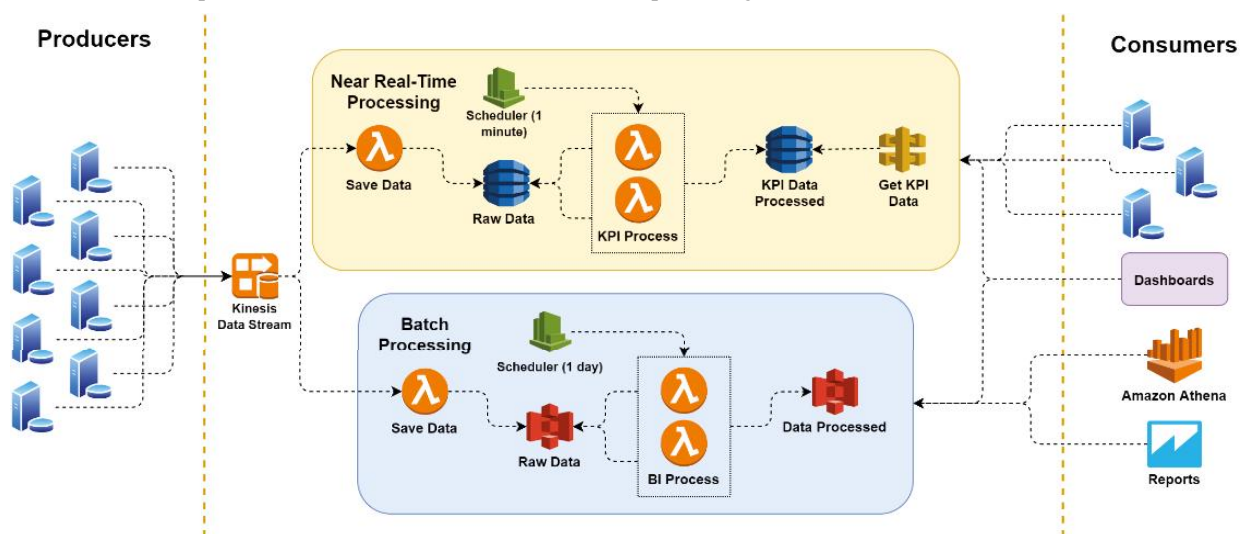 Producers
Consumers
Near Real-Time
Processing
Scheduler (1
minute)
Save Data
Raw Data
KPI Process
KPI Data
Processed
Get KPI
Data
Kinesis
Data Stream
Batch
Processing
Scheduler (1 day)
Save Data
Raw Data
BI Process
Data Processed
Dashboards
Amazon Athena
Reports